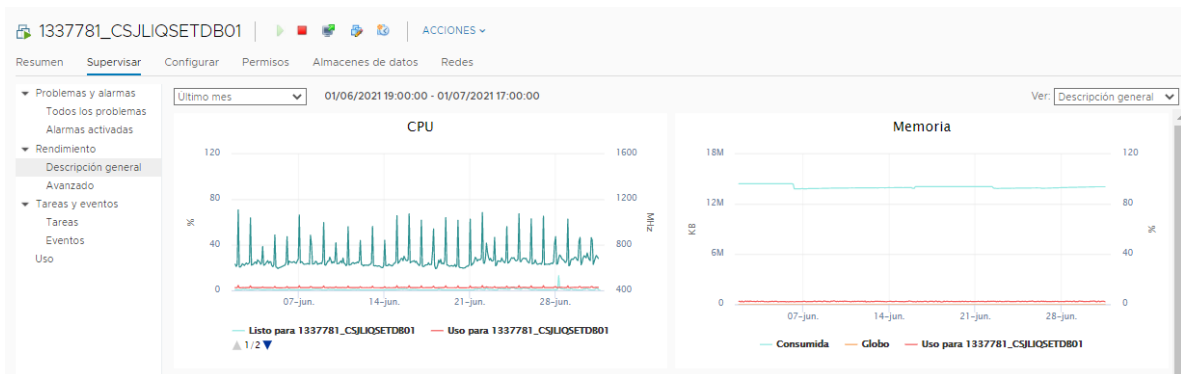 1337781_CSJLIQSETDB01 ACCIONES
Resumen Supervisar Configurar Permisos Almacenes de datos Redes
Problemas y alarmas
Todos los problemas
Alarmas activadas
Rendimiento
Descripción general
Avanzado
Tareas y eventos
Tareas
Eventos
Uso
Ultimo mes 01/06/2021 19:00:00 - 01/07/2021 17:00:00 Ver: Descripción general
CPU
120 1600
80 1200
% MHz
40 800
0 400
07-jun. 14-jun. 21-jun. 28-jun.
Listo para 1337781_CSJLIQSETDB01 Uso para 1337781_CSJLIQSETDB01
1/2
Memoria
18M 120
12M 80
KB %
6M 40
0 0
07-jun. 14-jun. 21-jun. 28-jun.
Consumida Globo Uso para 1337781_CSJLIQSETDB01